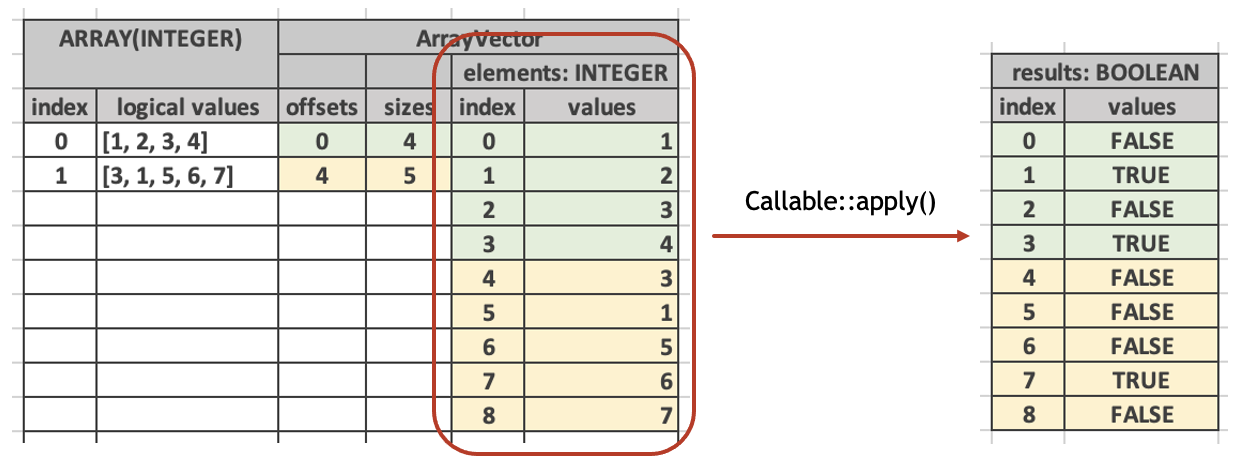 ARRAY(INTEGER) ArrayVector
elements: INTEGER results: BOOLEAN
index logical values offsets sizes index values index values
0 [1, 2, 3, 4] 0 4 0 1 0 FALSE
1 [3, 1, 5, 6, 7] 4 5 1 2 1 TRUE
Callable::apply()
2 3 2 FALSE
3 4 3 TRUE
4 3 4 FALSE
5 1 5 FALSE
6 5 6 FALSE
7 6 7 TRUE
8 7 8 FALSE